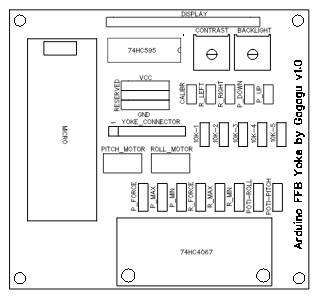 DISPLAY
CONTRAST
BACKLIGHT
74HC595
VCC
RESERVED
GND
CALIBR
R_LEFT
R_RIGHT
P_DOWN
P_UP
1
YOKE_CONNECTOR
MICRO
10K-1
10K-2
10K-3
10K-4
10K-5
PITCH_MOTOR
ROLL_MOTOR
P_FORCE
P_MAX
P_MIN
R_FORCE
R_MAX
R_MIN
POTI-ROLL
POTI-PITCH
74HC4067
Arduino FFB Yoke by Gagagu v1.0